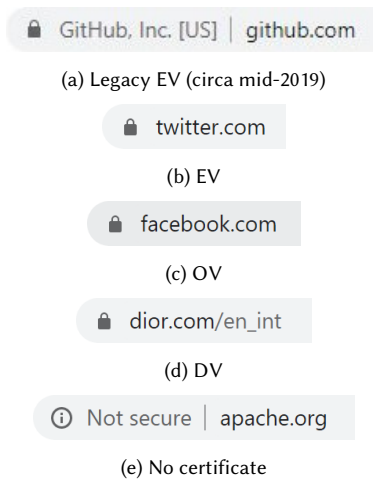 GitHub, Inc. [US] | github.com
(a) Legacy EV (circa mid-2019)
twitter.com
(b) EV
facebook.com
(c) OV
dior.com/en_int
(d) DV
Not secure | apache.org
(e) No certificate